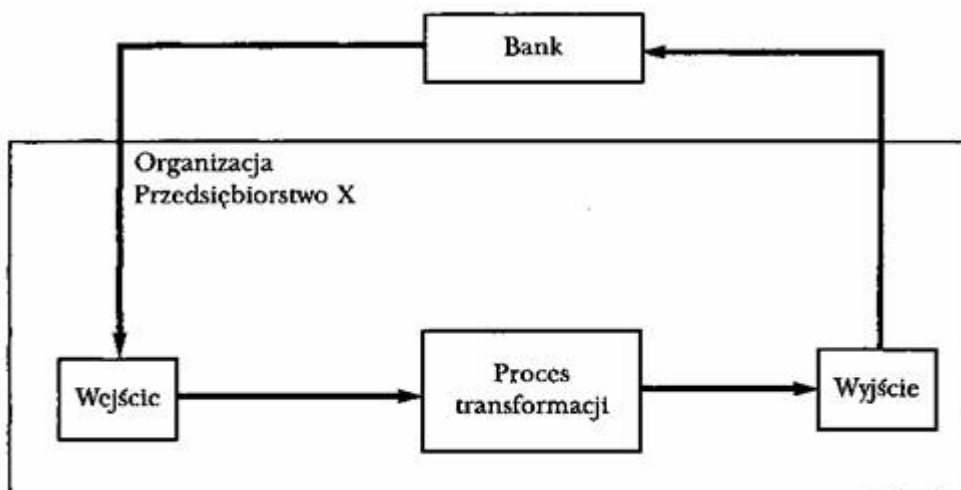 Bank
Organizacja
Przedsiębiorstwo X
Wejście
Proces
transformacji
Wyjście